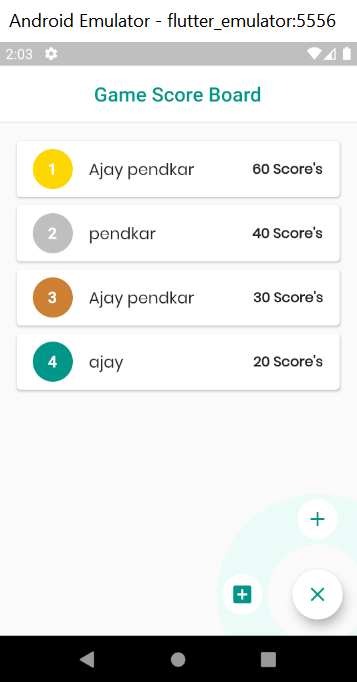 Android Emulator - flutter_emulator:5556
2:03
Game Score Board
1 Ajay pendkar 60 Score's
2 pendkar 40 Score's
3 Ajay pendkar 30 Score's
4 ajay 20 Score's